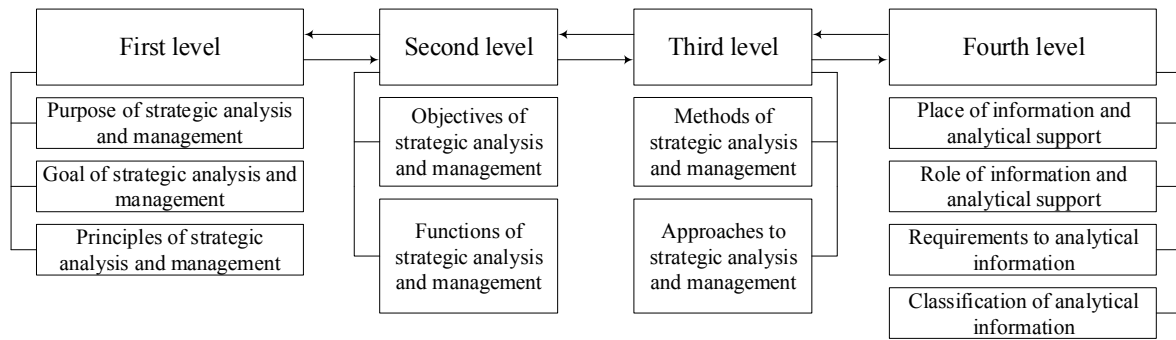 First level
Purpose of strategic analysis
and management
Goal of strategic analysis and
management
Principles of strategic
analysis and management
Second level
Objectives of
strategic analysis
and management
Functions of
strategic analysis
and management
Third level
Methods of
strategic analysis
and management
Approaches to
strategic analysis
and management
Fourth level
Place of information and
analytical support
Role of information and
analytical support
Requirements to analytical
information
Classification of analytical
information